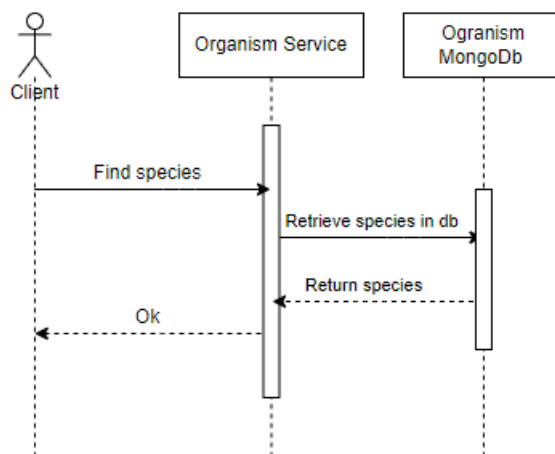 Client
Organism Service
Ogranism
MongoDb
Find species
Retrieve species in db
Return species
Ok